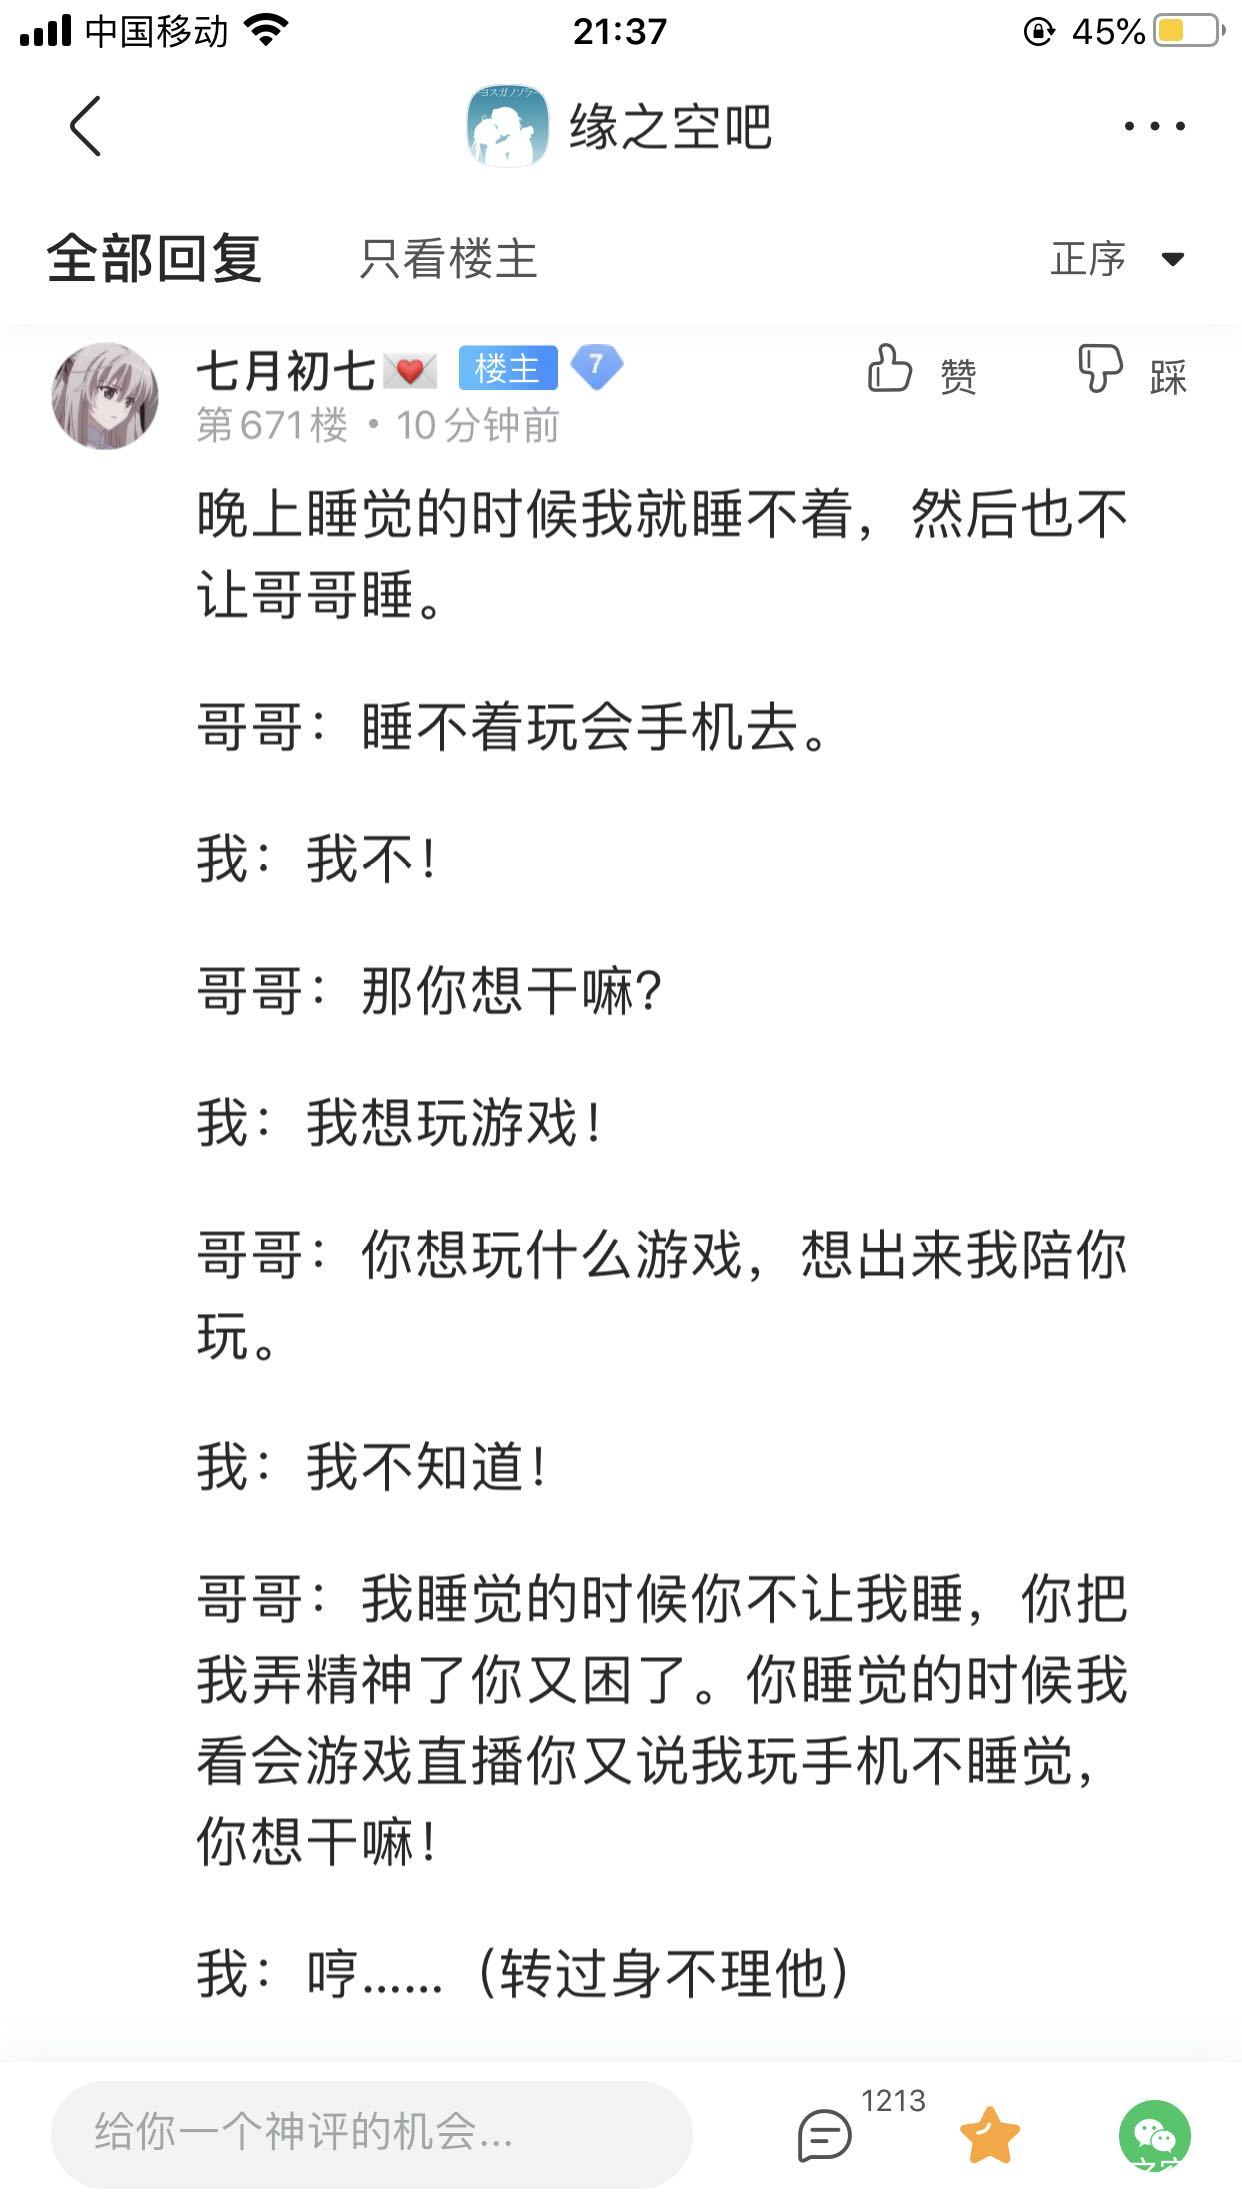 中国移动
21:37
45%
ヨスガノソラ
缘之空吧
全部回复
只看楼主
正序
七月初七
楼主
7
赞
踩
第671楼 · 10分钟前
晚上睡觉的时候我就睡不着，然后也不
让哥哥睡。
哥哥：睡不着玩会手机去。
我：我不！
哥哥：那你想干嘛?
我：我想玩游戏！
哥哥：你想玩什么游戏，想出来我陪你
玩。
我：我不知道！
哥哥：我睡觉的时候你不让我睡，你把
我弄精神了你又困了。你睡觉的时候我
看会游戏直播你又说我玩手机不睡觉，
你想干嘛！
我：哼……（转过身不理他）
给你一个神评的机会...
1213